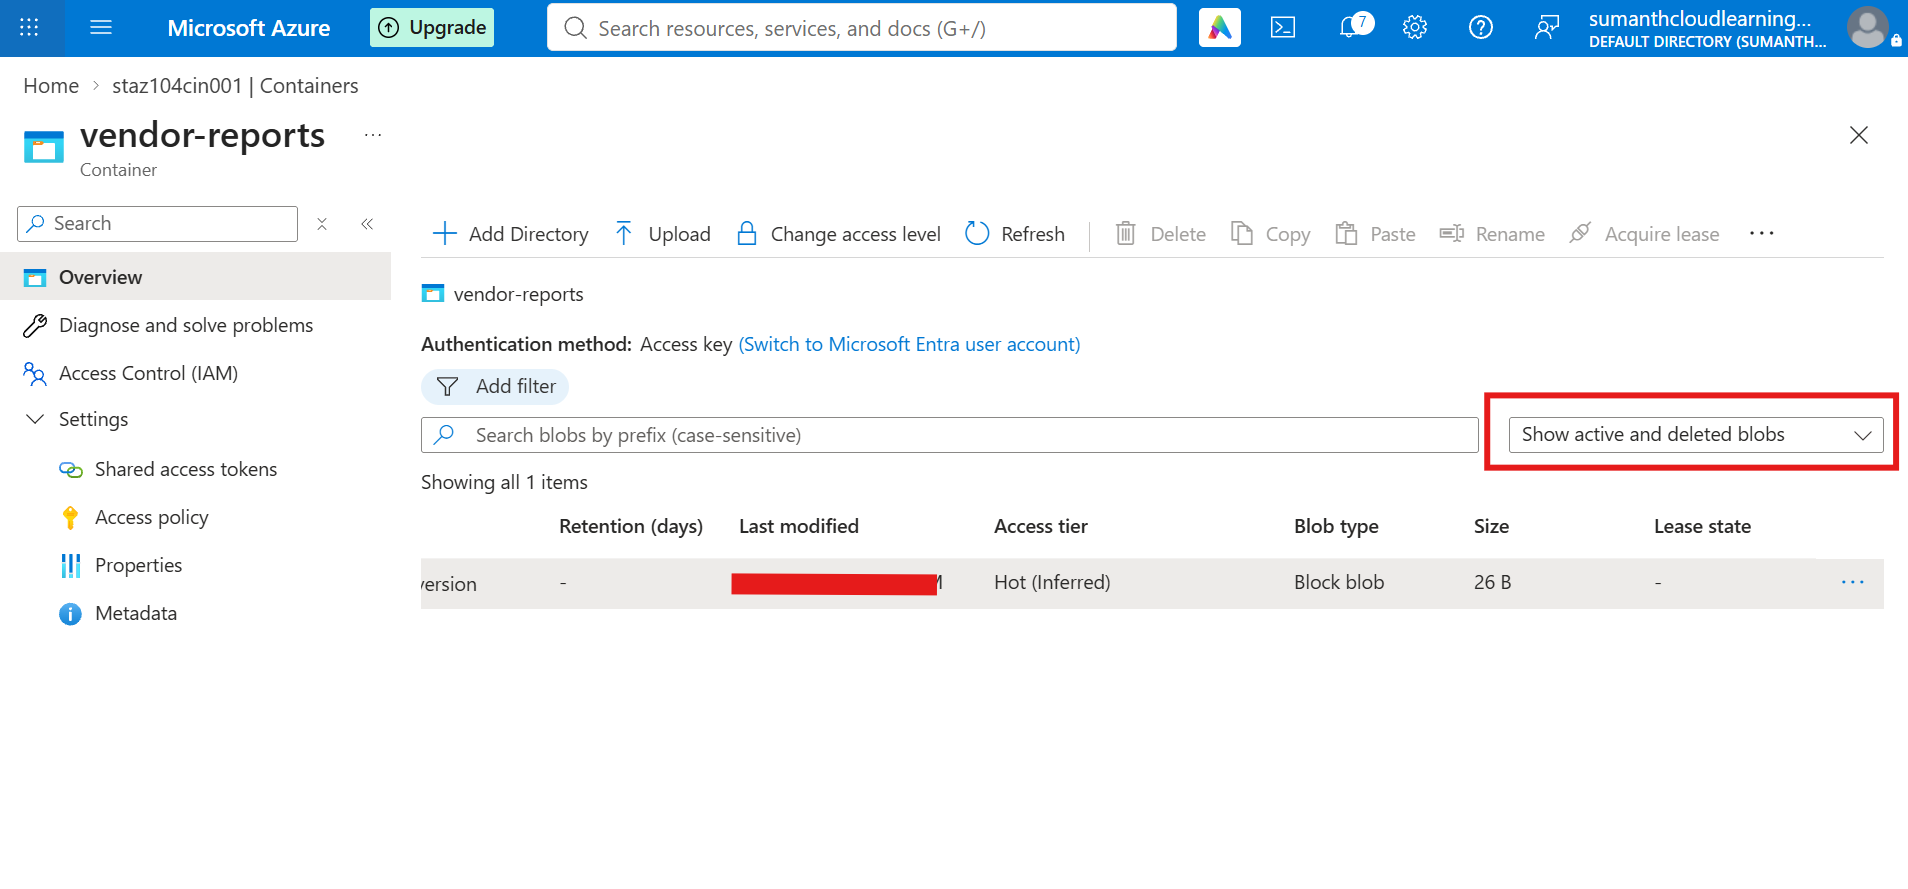 Microsoft Azure
Upgrade
Search resources, services, and docs (G+/)
7
sumanthcloudlearning...
DEFAULT DIRECTORY (SUMANTH...
Home > staz104cin001 | Containers
vendor-reports ...
Container
Search
Overview
Diagnose and solve problems
Access Control (IAM)
Settings
Shared access tokens
Access policy
Properties
Metadata
Add Directory Upload Change access level Refresh Delete Copy Paste Rename Acquire lease ...
vendor-reports
Authentication method: Access key (Switch to Microsoft Entra user account)
Add filter
Search blobs by prefix (case-sensitive)
Show active and deleted blobs
Showing all 1 items
Retention (days) Last modified Access tier Blob type Size Lease state
version - Hot (Inferred) Block blob 26 B - ...